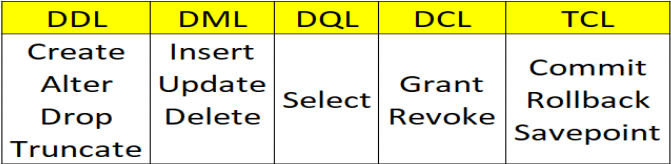 DDL DML DQL DCL TCL
Create
Alter
Drop
Truncate
Insert
Update
Delete
Select
Grant
Revoke
Commit
Rollback
Savepoint